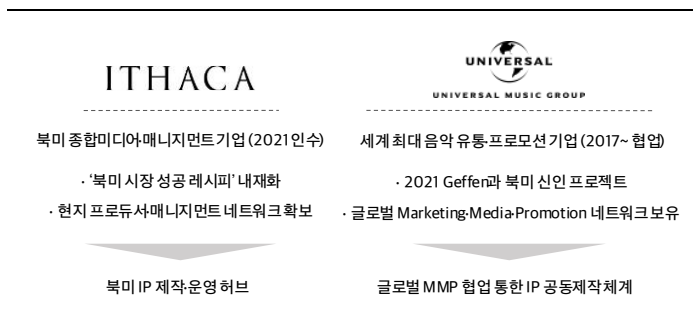 ITHACA
북미 종합미디어·매니지먼트 기업 (2021 인수)
· ‘북미 시장 성공 레시피’ 내재화
· 현지 프로듀서·매니지먼트 네트워크 확보
북미 IP 제작·운영 허브
UNIVERSAL
UNIVERSAL MUSIC GROUP
세계 최대 음악 유통·프로모션 기업 (2017~ 협업)
· 2021 Geffen과 북미 신인 프로젝트
· 글로벌 Marketing·Media·Promotion 네트워크 보유
글로벌 MMP 협업 통한 IP 공동제작 체계